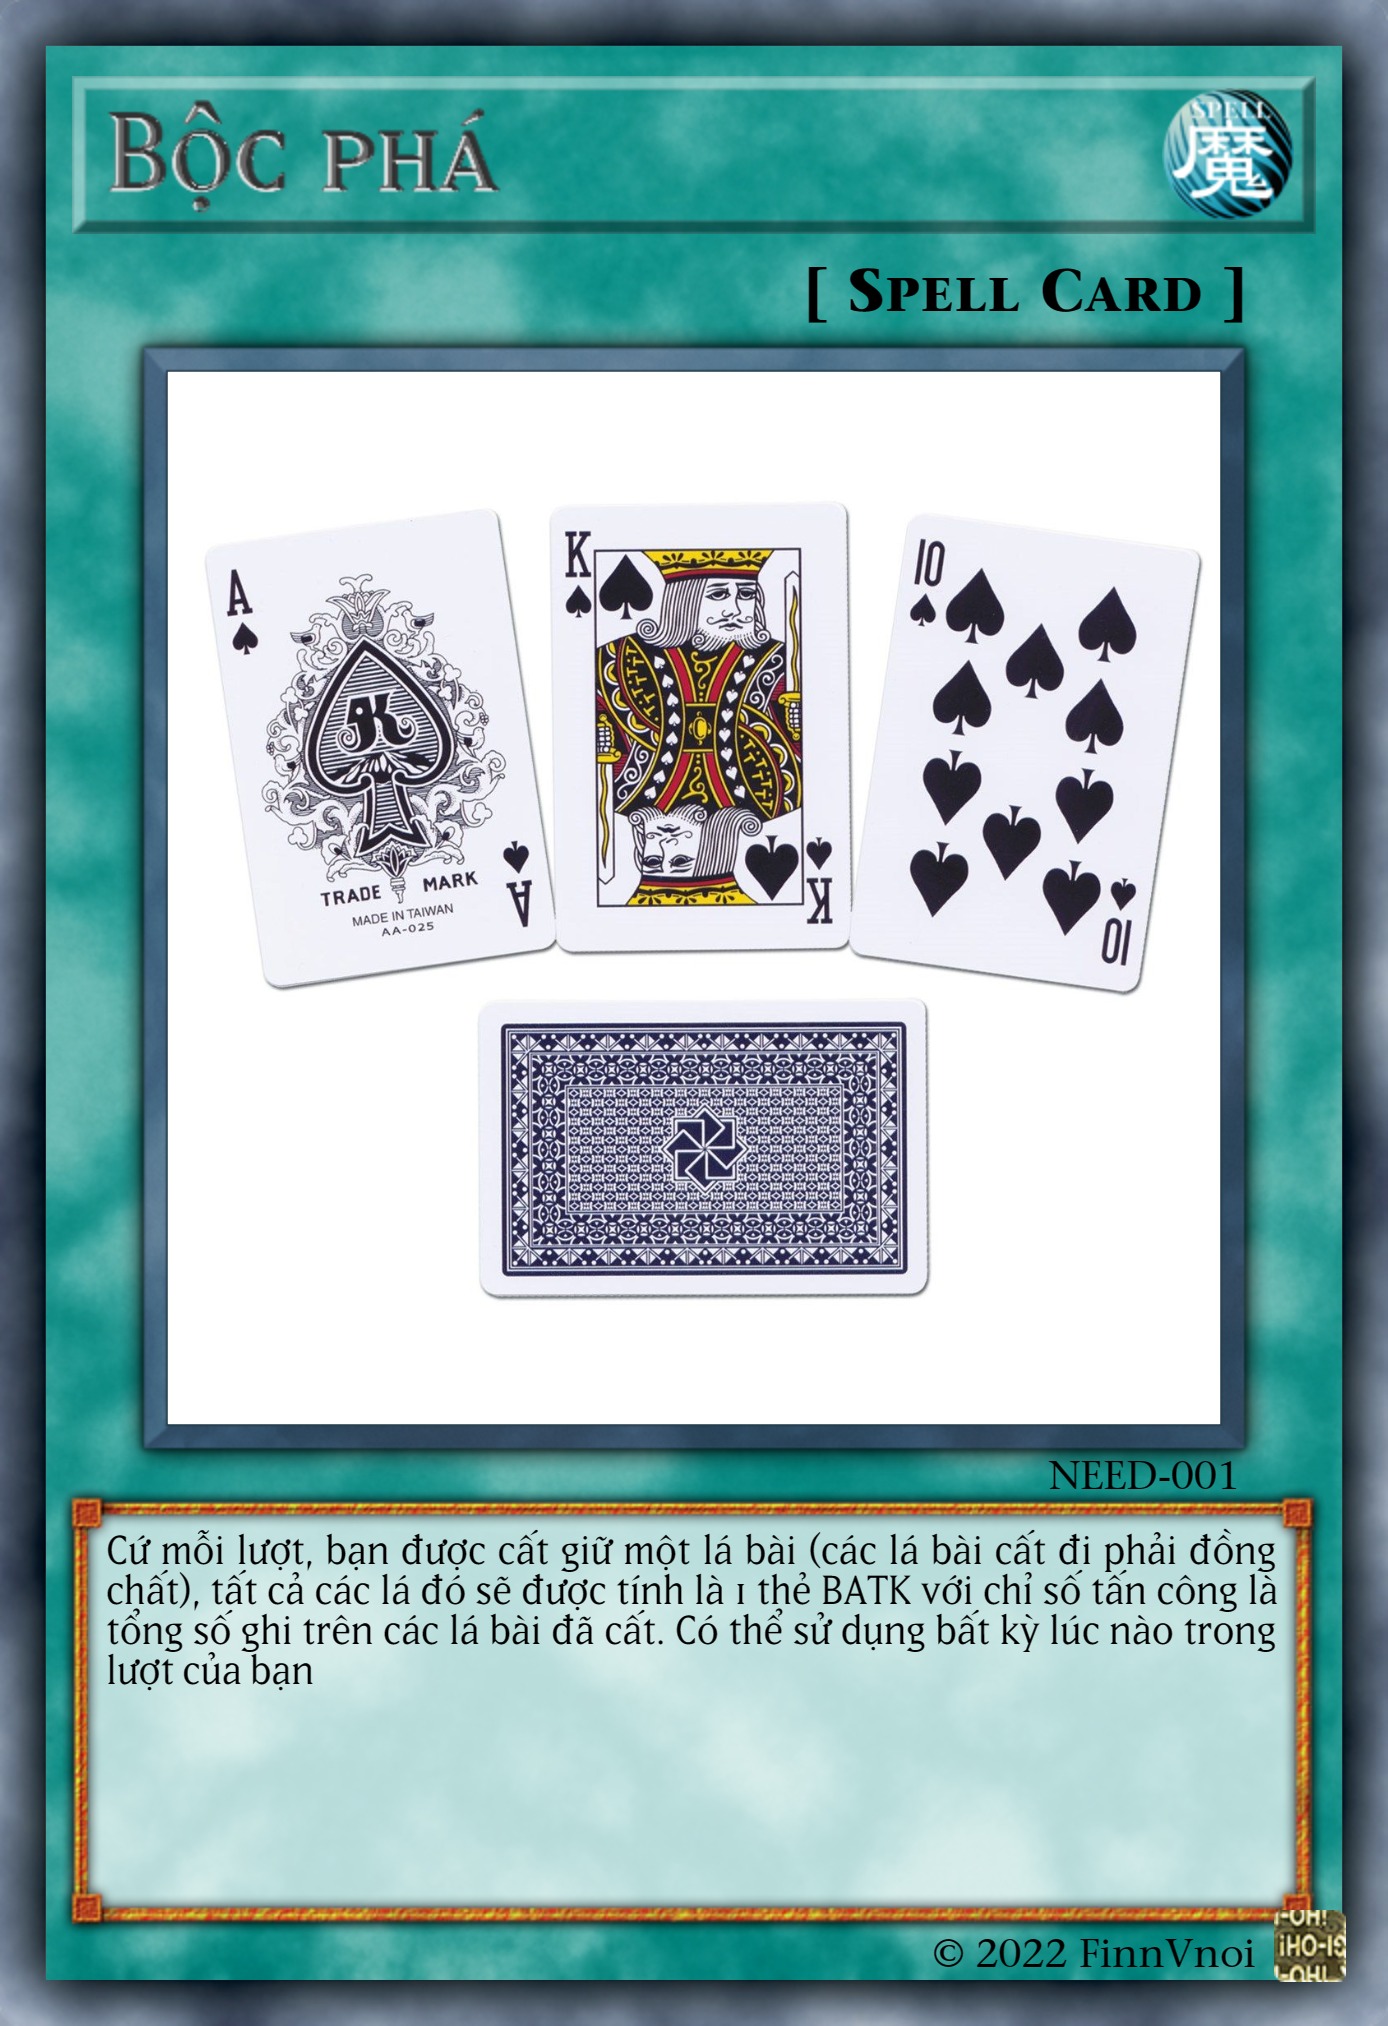 Bộc phá
SPELL
魔
[ Spell Card ]
A
K
10
TRADE MARK
MADE IN TAIWAN
AA-025
A
K
10
NEED-001
Cứ mỗi lượt, bạn được cất giữ một lá bài (các lá bài cất đi phải đồng
chất), tất cả các lá đó sẽ được tính là 1 thẻ BATK với chỉ số tấn công là
tổng số ghi trên các lá bài đã cất. Có thể sử dụng bất kỳ lúc nào trong
lượt của bạn
© 2022 FinnVnoi